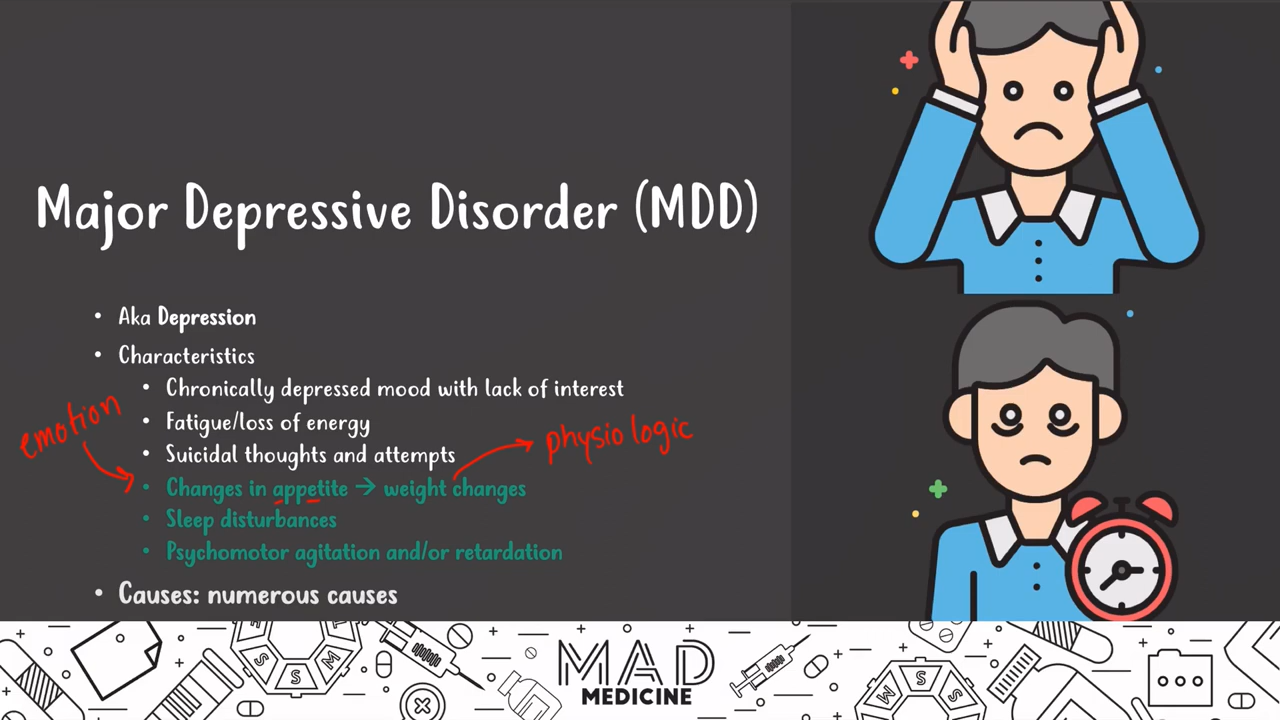 Major Depressive Disorder (MDD)
• Aka Depression
• Characteristics
• Chronically depressed mood with lack of interest
• Fatigue/loss of energy
• Suicidal thoughts and attempts
• Changes in appetite → weight changes
• Sleep disturbances
• Psychomotor agitation and/or retardation
• Causes: numerous causes
emotion
physiologic
MAD
MEDICINE
S
S
M
M
S
S